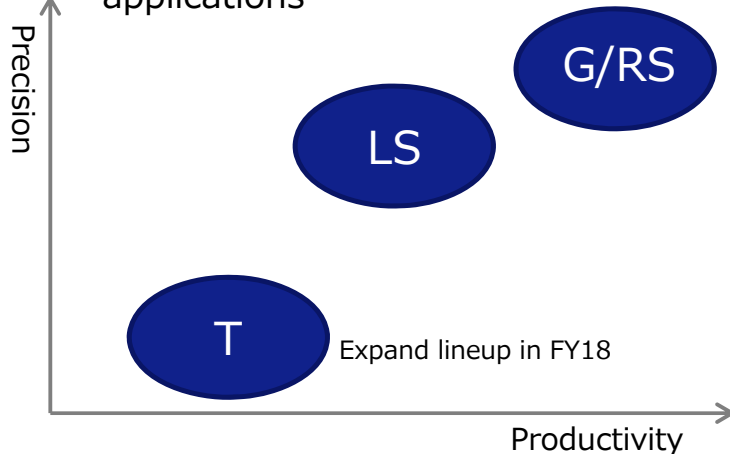 applications
Precision
G/RS
LS
T
Expand lineup in FY18
Productivity